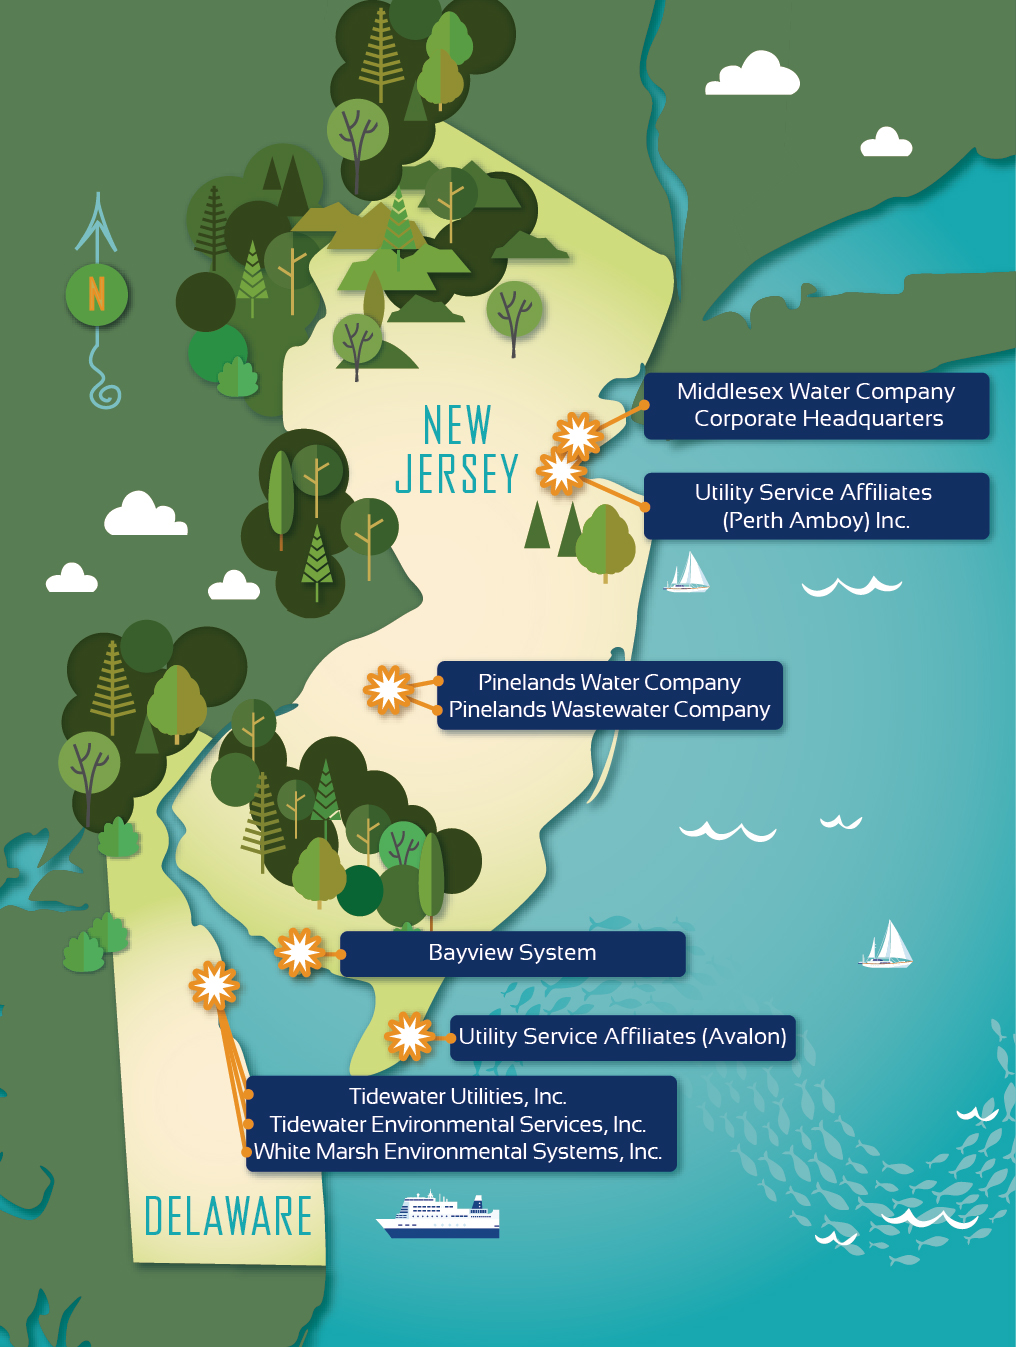 N
NEW
JERSEY
Middlesex Water Company
Corporate Headquarters
Utility Service Affiliates
(Perth Amboy) Inc.
Pinelands Water Company
Pinelands Wastewater Company
Bayview System
Utility Service Affiliates (Avalon)
Tidewater Utilities, Inc.
Tidewater Environmental Services, Inc.
White Marsh Environmental Systems, Inc.
DELAWARE